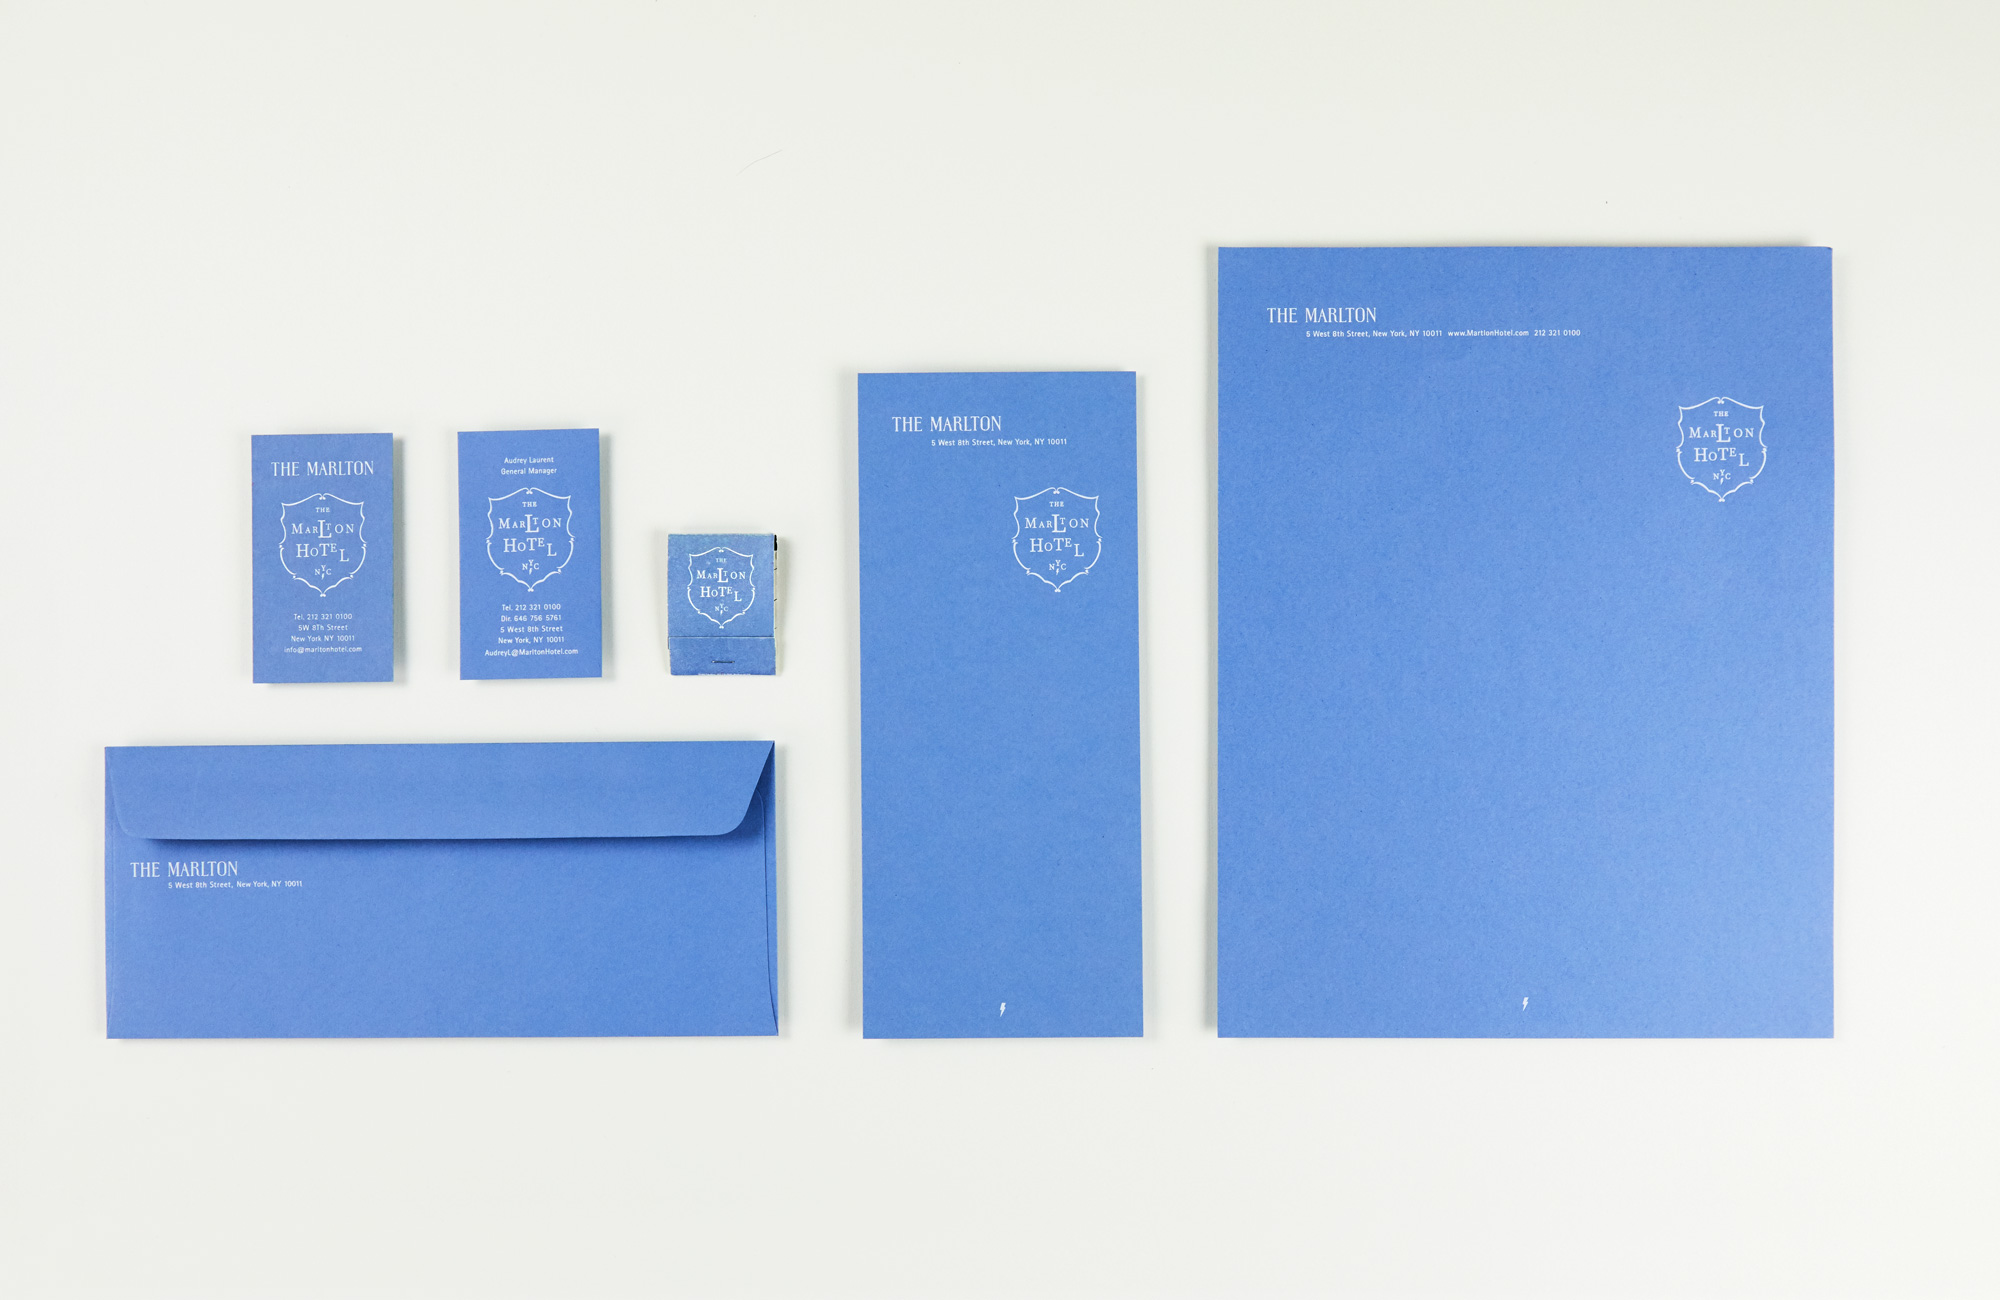 THE MARLTON
THE
MARLTON
HOTEL
NYC
Tel. 212 321 0100
5W 8Th Street
New York NY 10011
info@marltonhotel.com
Audrey Laurent
General Manager
THE
MARLTON
HOTEL
NYC
Tel. 212 321 0100
Dir. 646 756 5761
5 West 8th Street
New York, NY 10011
AudreyL@MarltonHotel.com
THE
MARLTON
HOTEL
NYC
THE MARLTON
5 West 8th Street, New York, NY 10011
THE MARLTON
5 West 8th Street, New York, NY 10011
THE
MARLTON
HOTEL
NYC
THE MARLTON
5 West 8th Street, New York, NY 10011 www.MartlonHotel.com 212 321 0100
THE
MARLTON
HOTEL
NYC